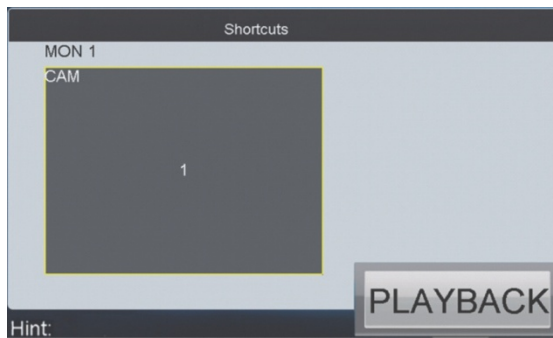 Shortcuts
MON 1
CAM
1
PLAYBACK
Hint: